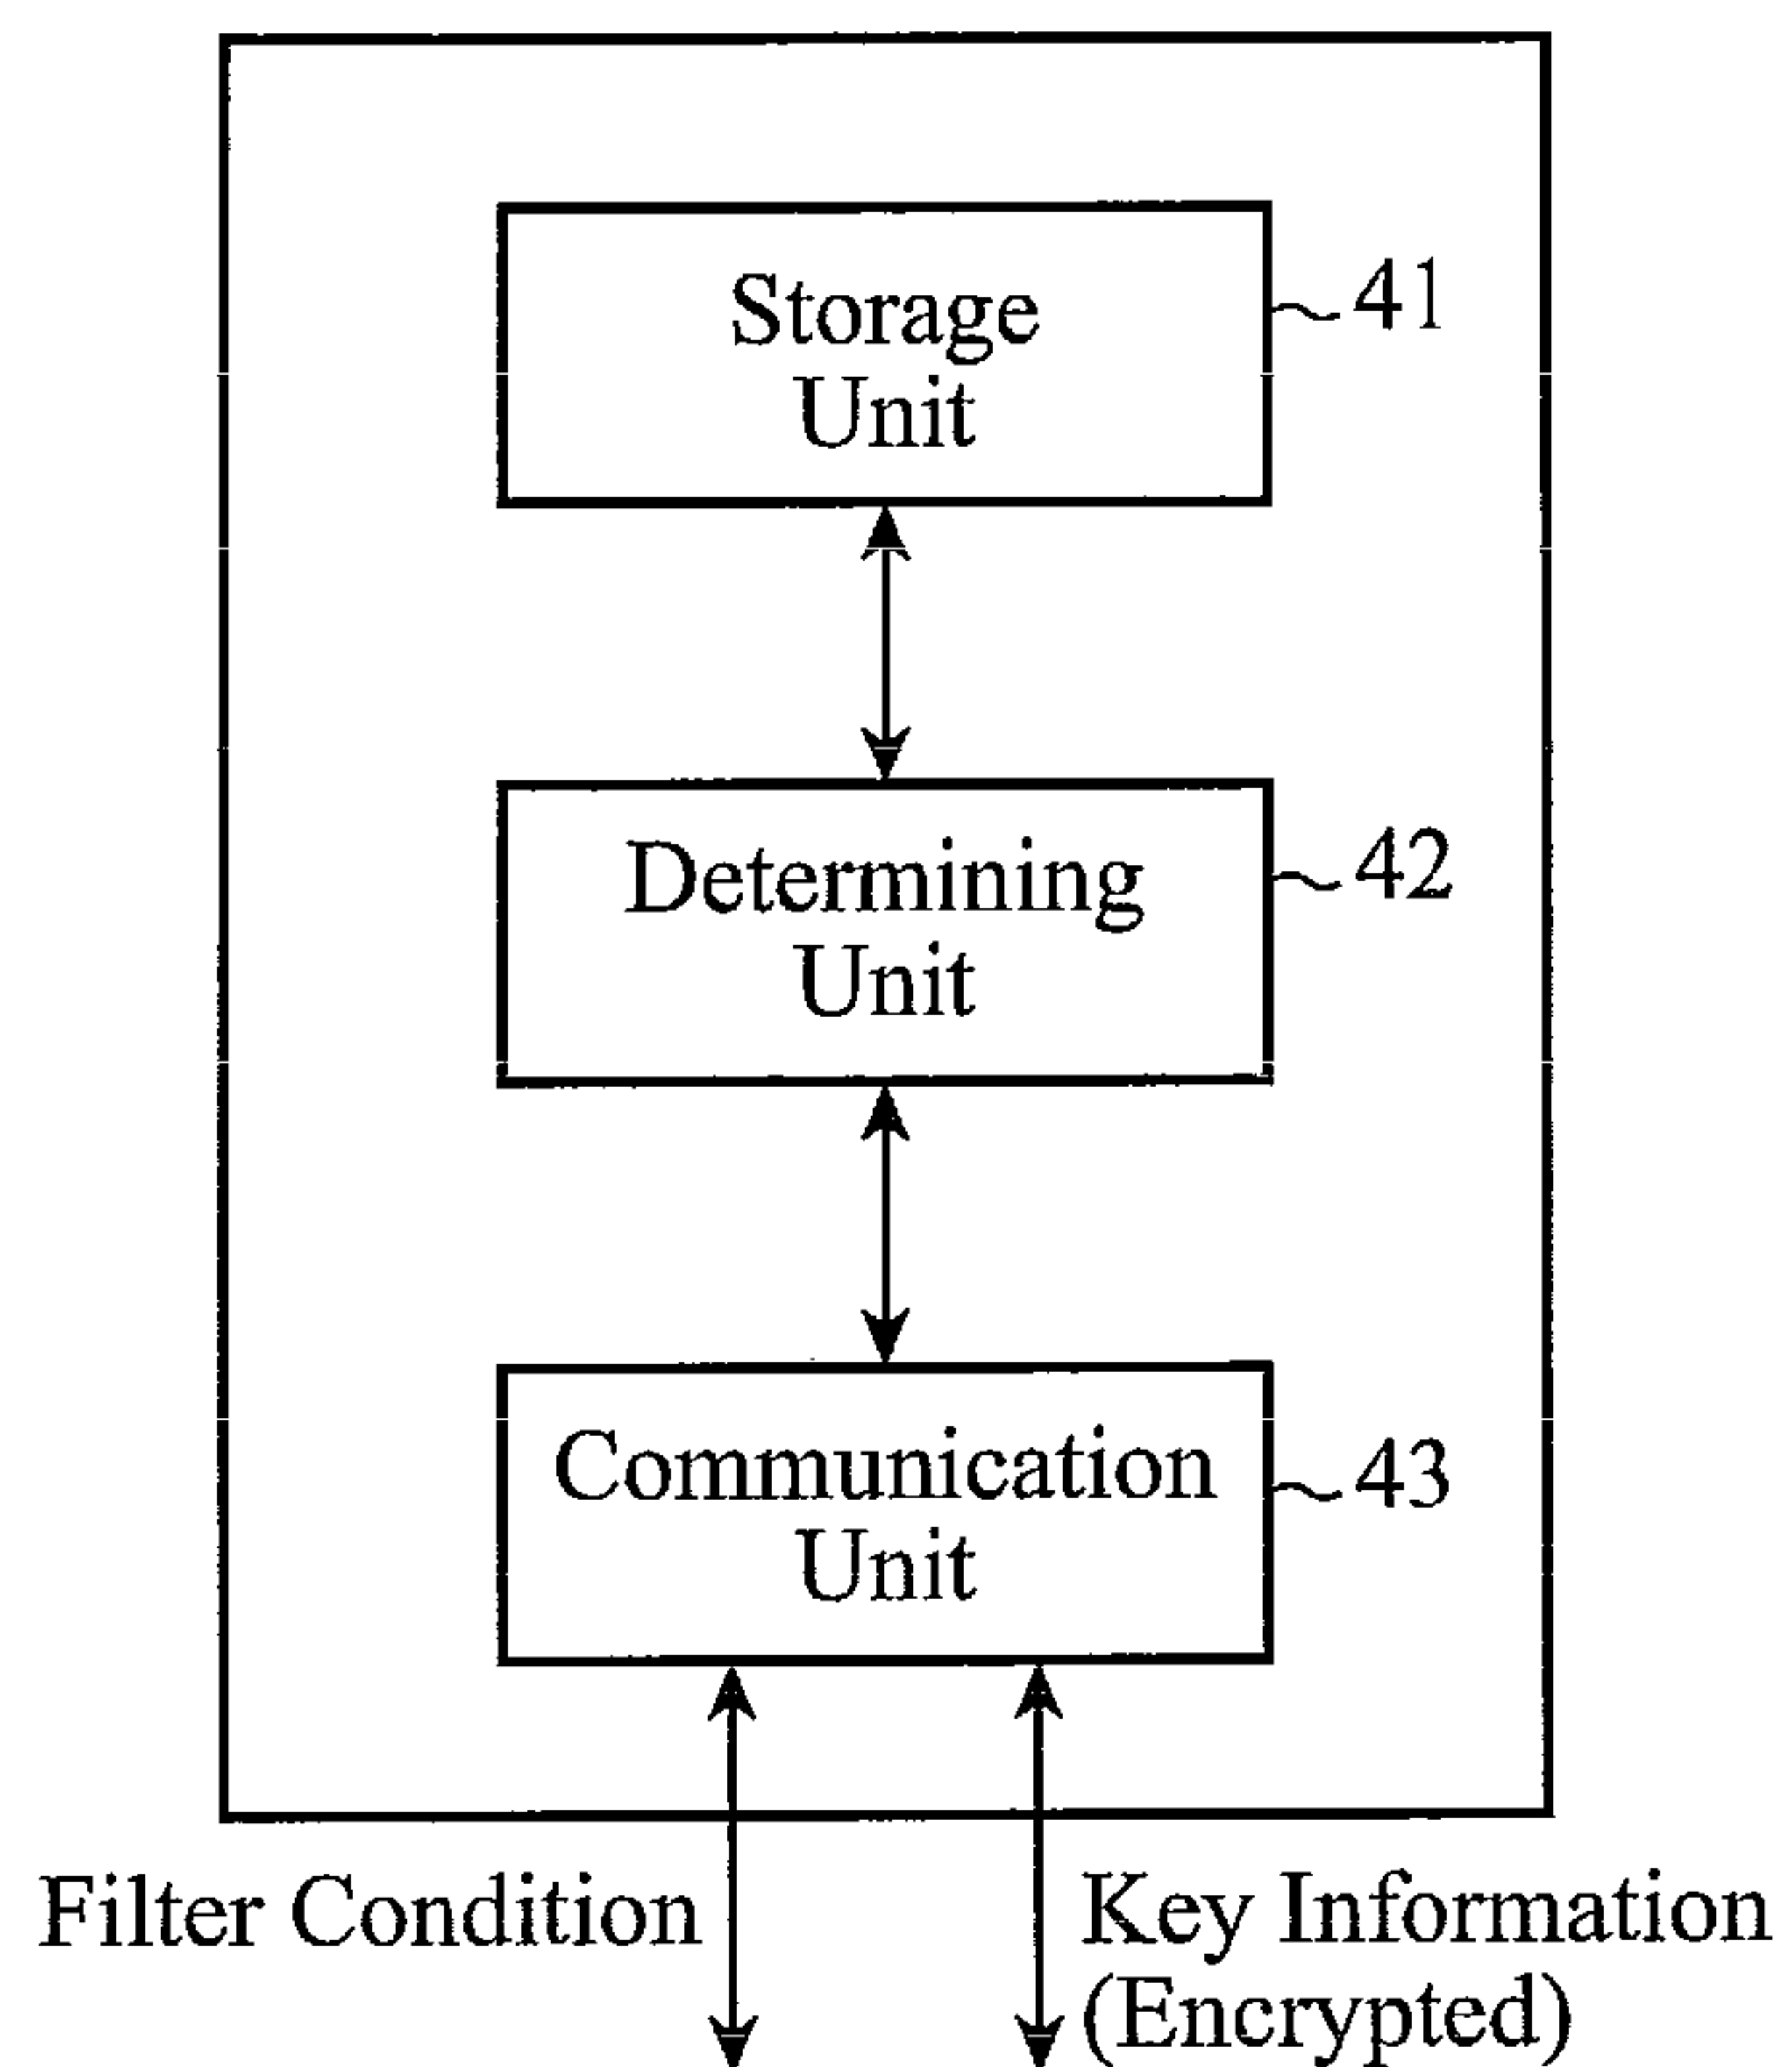 Storage
Unit
41
Determining
Unit
42
Communication
Unit
43
Filter Condition
Key Information
(Encrypted)